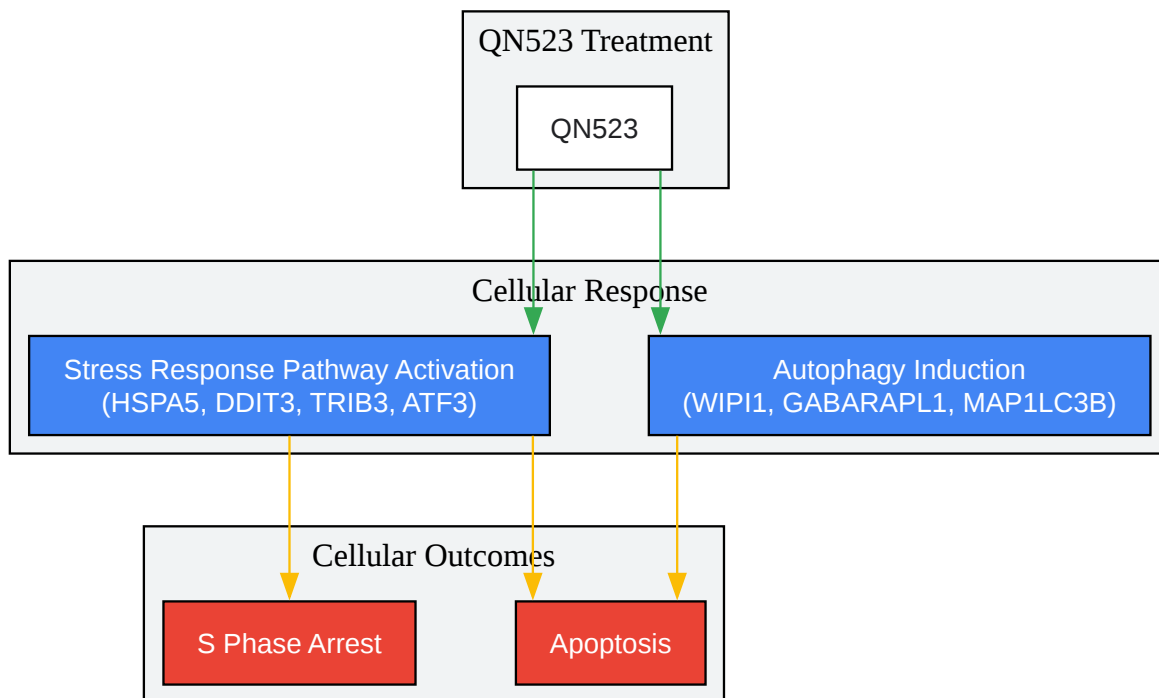 QN523 Treatment
QN523
Cellular Response
Stress Response Pathway Activation
(HSPA5, DDIT3, TRIB3, ATF3)
Autophagy Induction
(WIPI1, GABARAPL1, MAP1LC3B)
Cellular Outcomes
S Phase Arrest
Apoptosis